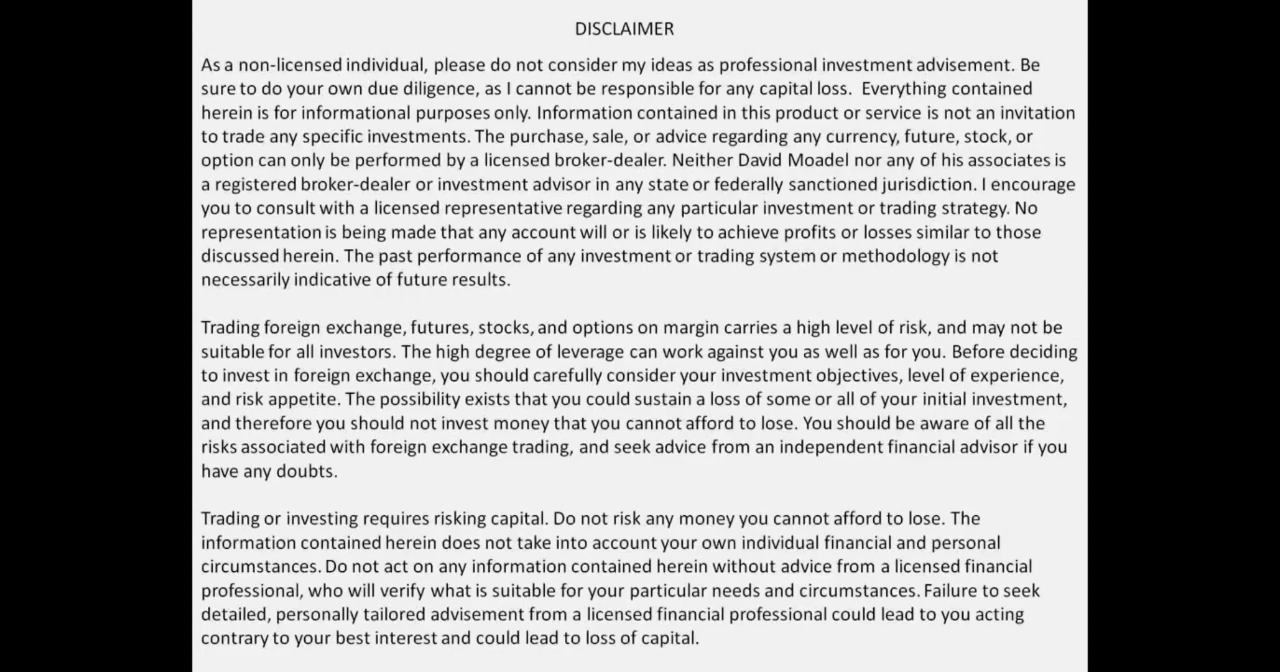 DISCLAIMER
As a non-licensed individual, please do not consider my ideas as professional investment advisement. Be
sure to do your own due diligence, as I cannot be responsible for any capital loss.  Everything contained
herein is for informational purposes only. Information contained in this product or service is not an invitation
to trade any specific investments. The purchase, sale, or advice regarding any currency, future, stock, or
option can only be performed by a licensed broker-dealer. Neither David Moadel nor any of his associates is
a registered broker-dealer or investment advisor in any state or federally sanctioned jurisdiction. I encourage
you to consult with a licensed representative regarding any particular investment or trading strategy. No
representation is being made that any account will or is likely to achieve profits or losses similar to those
discussed herein. The past performance of any investment or trading system or methodology is not
necessarily indicative of future results.
Trading foreign exchange, futures, stocks, and options on margin carries a high level of risk, and may not be
suitable for all investors. The high degree of leverage can work against you as well as for you. Before deciding
to invest in foreign exchange, you should carefully consider your investment objectives, level of experience,
and risk appetite. The possibility exists that you could sustain a loss of some or all of your initial investment,
and therefore you should not invest money that you cannot afford to lose. You should be aware of all the
risks associated with foreign exchange trading, and seek advice from an independent financial advisor if you
have any doubts.
Trading or investing requires risking capital. Do not risk any money you cannot afford to lose. The
information contained herein does not take into account your own individual financial and personal
circumstances. Do not act on any information contained herein without advice from a licensed financial
professional, who will verify what is suitable for your particular needs and circumstances. Failure to seek
detailed, personally tailored advisement from a licensed financial professional could lead to you acting
contrary to your best interest and could lead to loss of capital.